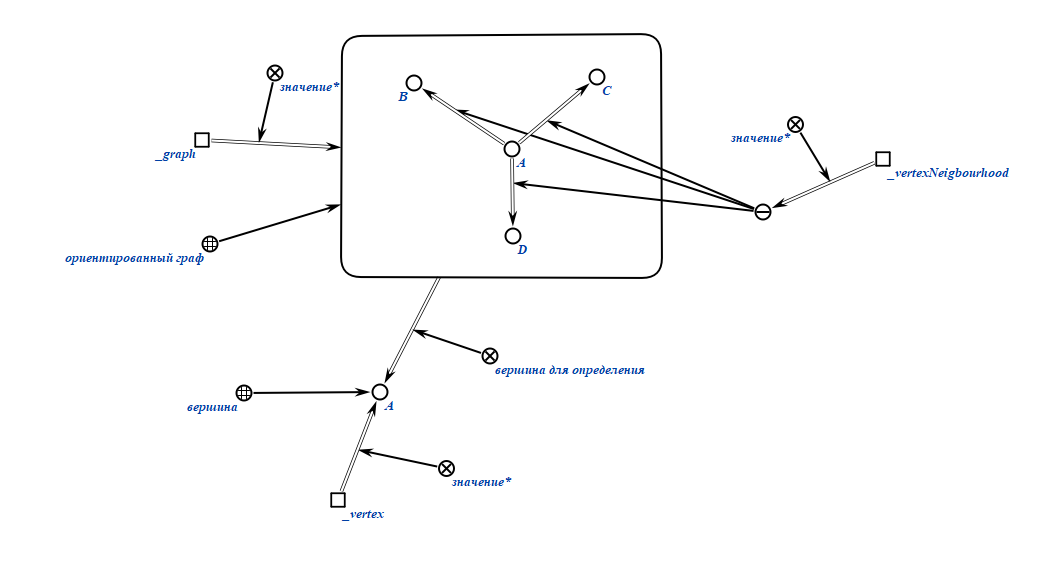 значение*
B
C
_graph
A
значение*
_vertexNeigbourhood
ориентированный граф
D
вершина для определения
вершина
A
значение*
_vertex